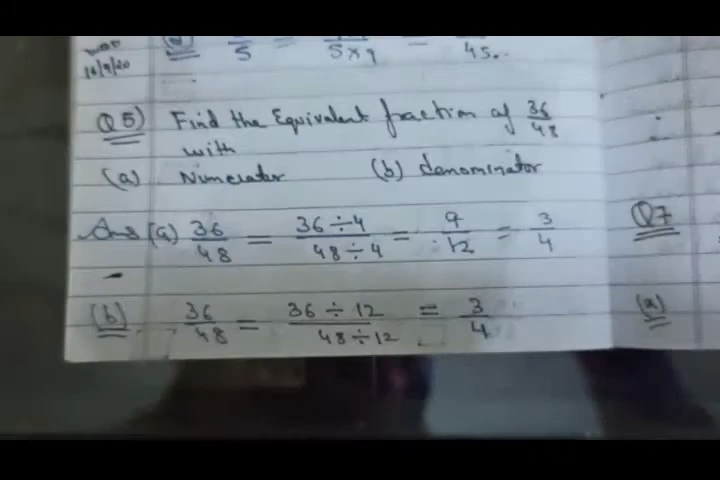 16/9/20
5 = 5×9 = 45..
Q5) Find the Equivalent fraction of 36/48
with
(a) Numerator (b) denominator
Ans (a) 36/48 = 36÷4/48÷4 = 9/12 = 3/4
Q7
(b) 36/48 = 36÷12/48÷12 = 3/4
(a)